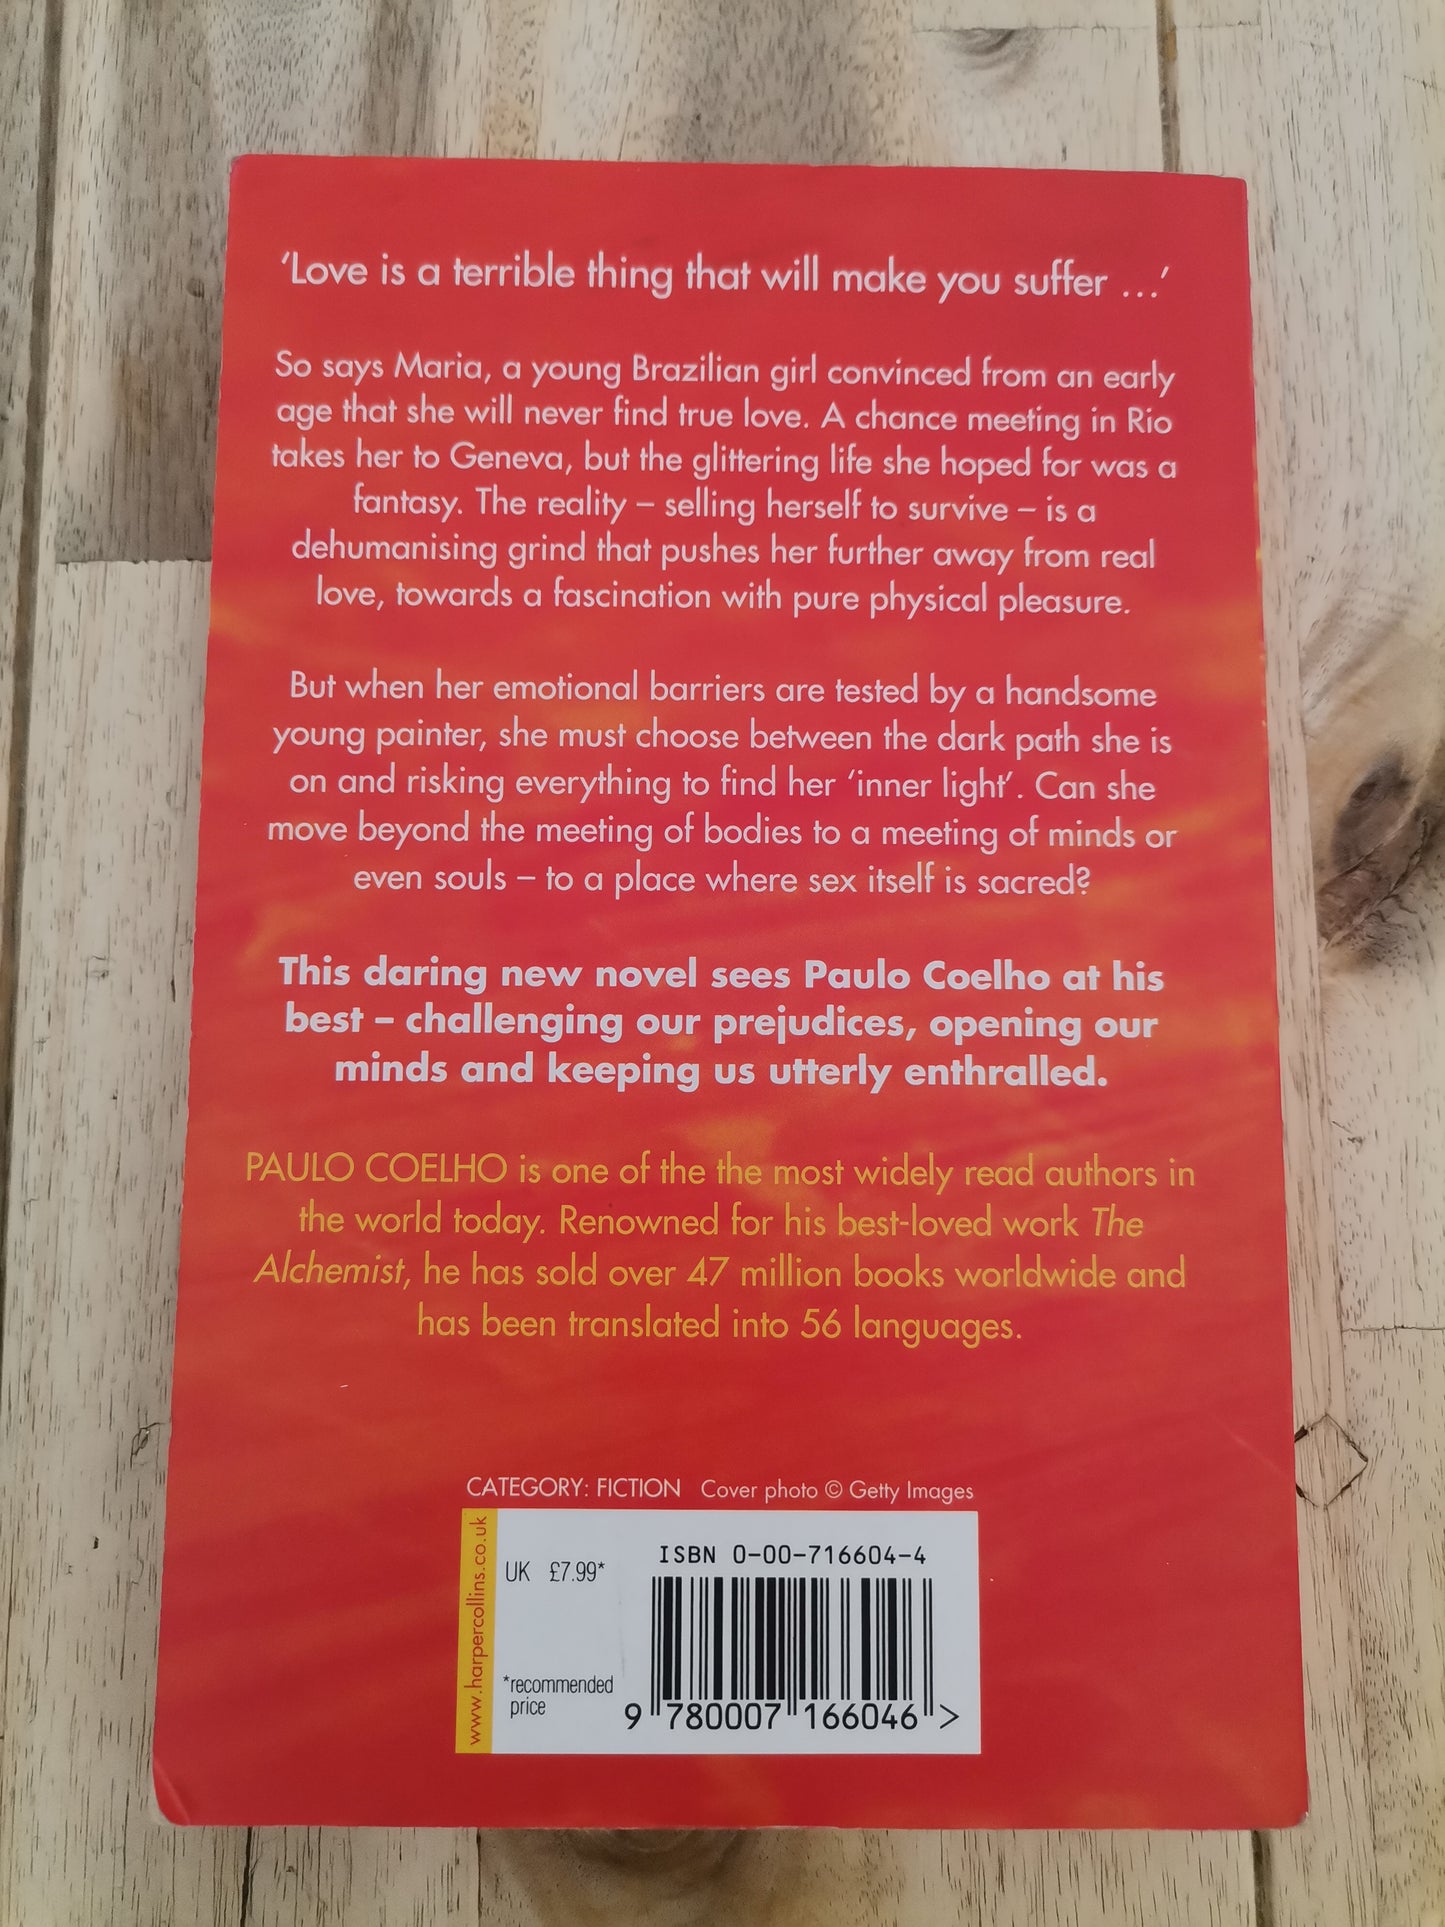 ‘Love is a terrible thing that will make you suffer ...’
So says Maria, a young Brazilian girl convinced from an early
age that she will never find true love. A chance meeting in Rio
takes her to Geneva, but the glittering life she hoped for was a
fantasy. The reality – selling herself to survive – is a
dehumanising grind that pushes her further away from real
love, towards a fascination with pure physical pleasure.
But when her emotional barriers are tested by a handsome
young painter, she must choose between the dark path she is
on and risking everything to find her ‘inner light’. Can she
move beyond the meeting of bodies to a meeting of minds or
even souls – to a place where sex itself is sacred?
This daring new novel sees Paulo Coelho at his
best – challenging our prejudices, opening our
minds and keeping us utterly enthralled.
PAULO COELHO is one of the the most widely read authors in
the world today. Renowned for his best-loved work The
Alchemist, he has sold over 47 million books worldwide and
has been translated into 56 languages.
CATEGORY: FICTION Cover photo © Getty Images
www.harpercollins.co.uk
UK £7.99*
*recommended
price
ISBN 0-00-716604-4
9 780007 166046 >